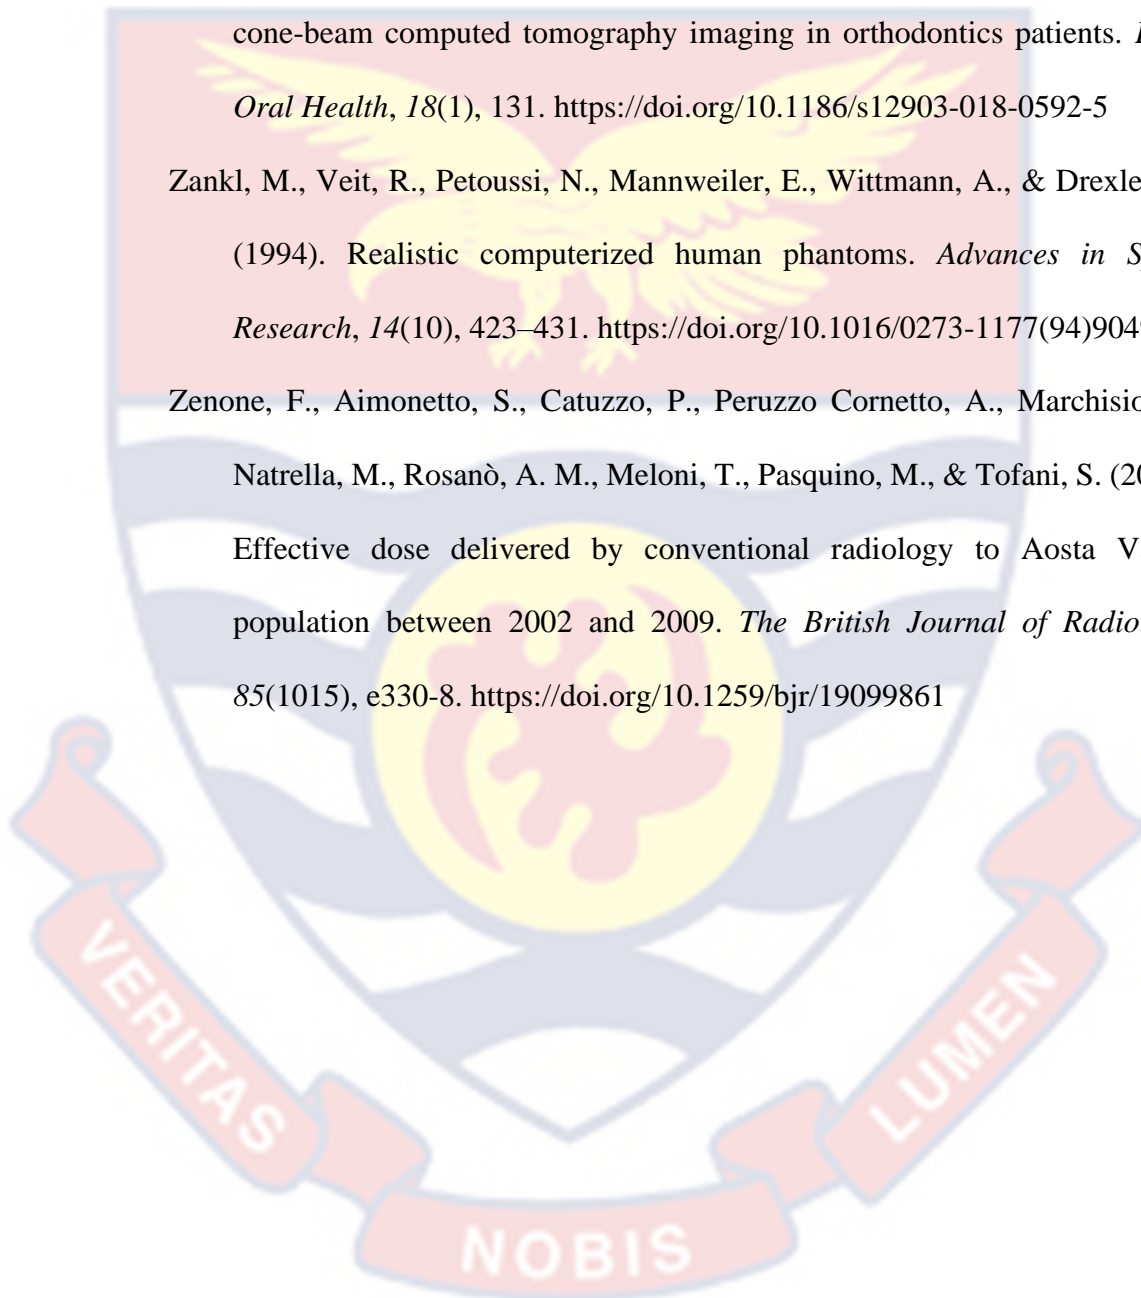 cone-beam computed tomography imaging in orthodontics patients.
Oral Health, 18(1), 131. https://doi.org/10.1186/s12903-018-0592-5
Zankl, M., Veit, R., Petoussi, N., Mannweiler, E., Wittmann, A., & Drexle
(1994). Realistic computerized human phantoms. Advances in S
Research, 14(10), 423–431. https://doi.org/10.1016/0273-1177(94)904
Zenone, F., Aimonetto, S., Catuzzo, P., Peruzzo Cornetto, A., Marchisio
Natrella, M., Rosanò, A. M., Meloni, T., Pasquino, M., & Tofani, S. (20
Effective dose delivered by conventional radiology to Aosta V
population between 2002 and 2009. The British Journal of Radio
85(1015), e330-8. https://doi.org/10.1259/bjr/19099861
VERITAS
NOBIS
LUMEN